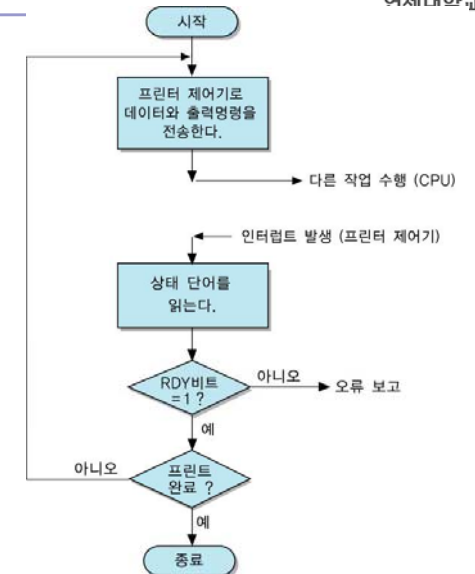 시작
프린터 제어기로
데이터와 출력명령을
전송한다.
다른 작업 수행 (CPU)
인터럽트 발생 (프린터 제어기)
상태 단어를
읽는다.
RDY비트
=1 ?
아니오
오류 보고
예
아니오
프린트
완료 ?
예
종료